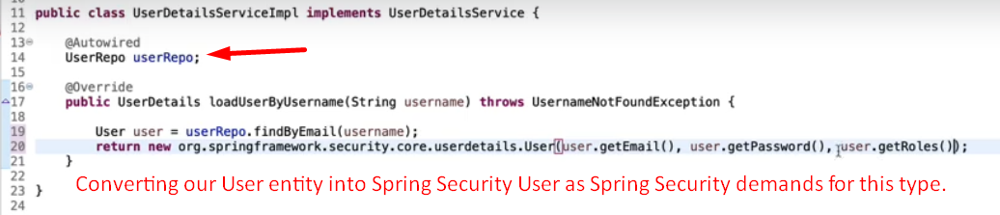 11 public class UserDetailsServiceImpl implements UserDetailsService {
12
13 @Autowired
14 UserRepo userRepo;
15
16 @Override
17 public UserDetails loadUserByUsername(String username) throws UsernameNotFoundException {
18
19 User user = userRepo.findByEmail(username);
20 return new org.springframework.security.core.userdetails.User(user.getEmail(), user.getPassword(), user.getRoles());
21 }
22
Converting our User entity into Spring Security User as Spring Security demands for this type.
23 }
24